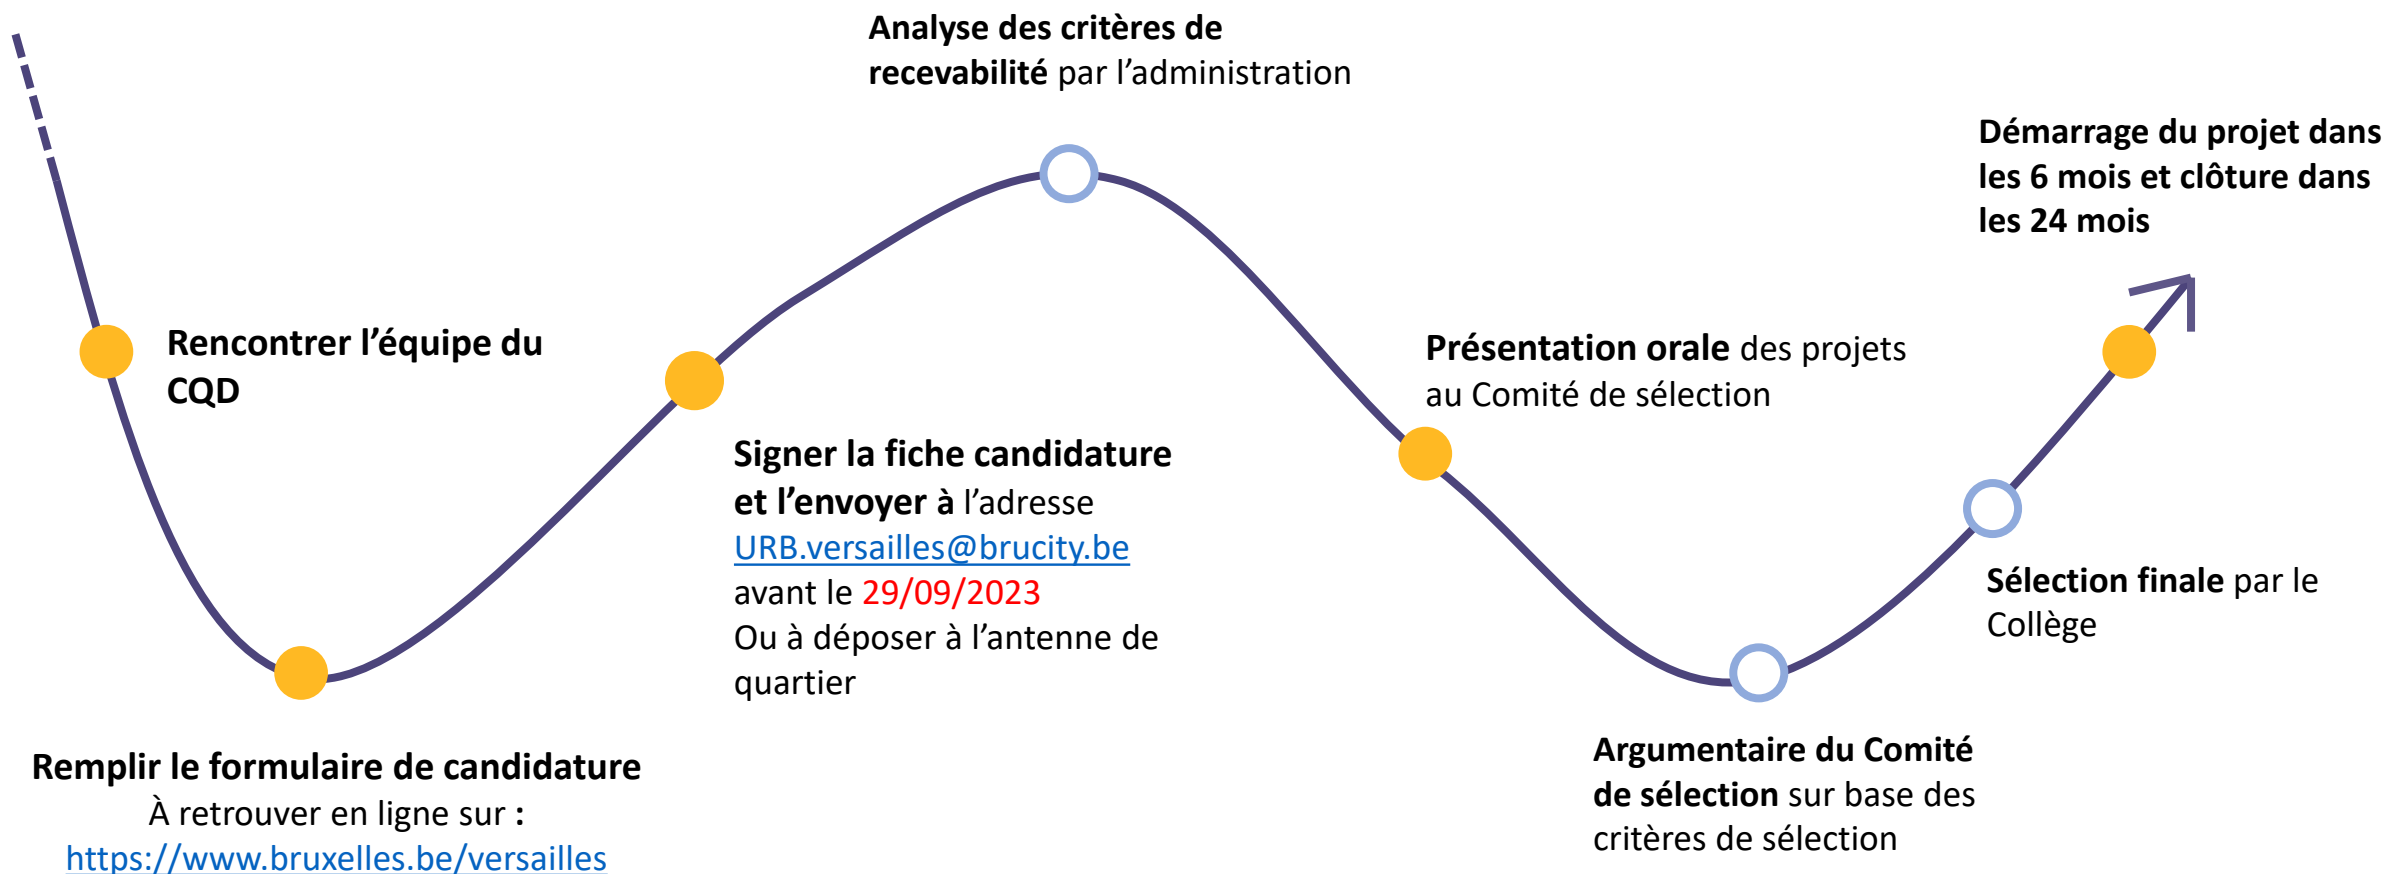 Rencontrer l’équipe du
CQD
Remplir le formulaire de candidature
À retrouver en ligne sur :
https://www.bruxelles.be/versailles
Signer la fiche candidature
et l’envoyer à l’adresse
URB.versailles@brucity.be
avant le 29/09/2023
Ou à déposer à l’antenne de
quartier
Analyse des critères de
recevabilité par l’administration
Présentation orale des projets
au Comité de sélection
Argumentaire du Comité
de sélection sur base des
critères de sélection
Sélection finale par le
Collège
Démarrage du projet dans
les 6 mois et clôture dans
les 24 mois